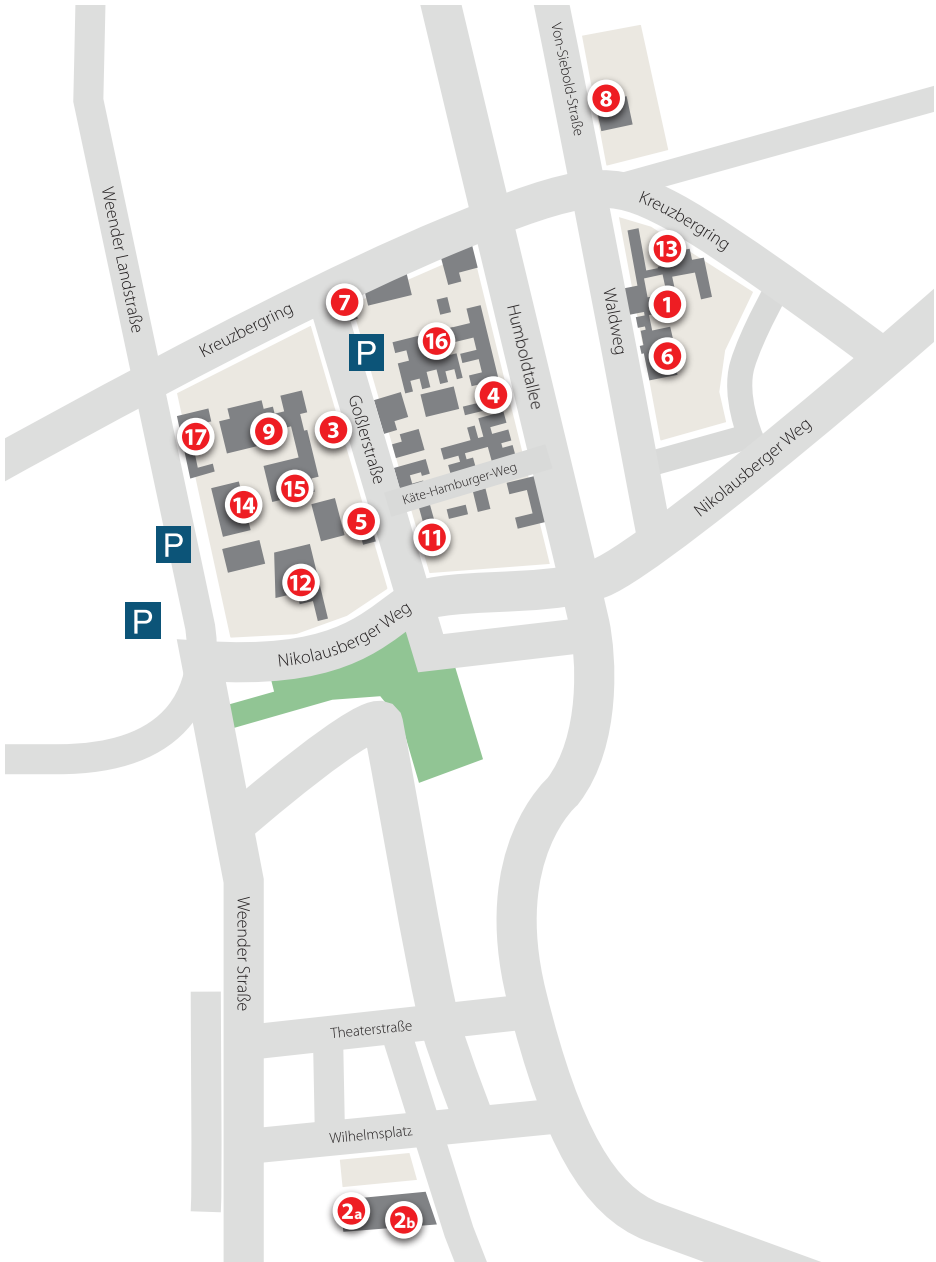 Von-Siebold-Straße
8
Weender Landstraße
Kreuzbergring
13
7
1
Kreuzbergring
Waldweg
Humboldtallee
16
P
6
4
Goßlerstraße
17
9
3
Nikolausberger Weg
Käte-Hamburger-Weg
15
14
5
11
P
12
P
Nikolausberger Weg
Weender Straße
Theaterstraße
Wilhelmsplatz
2a
2b